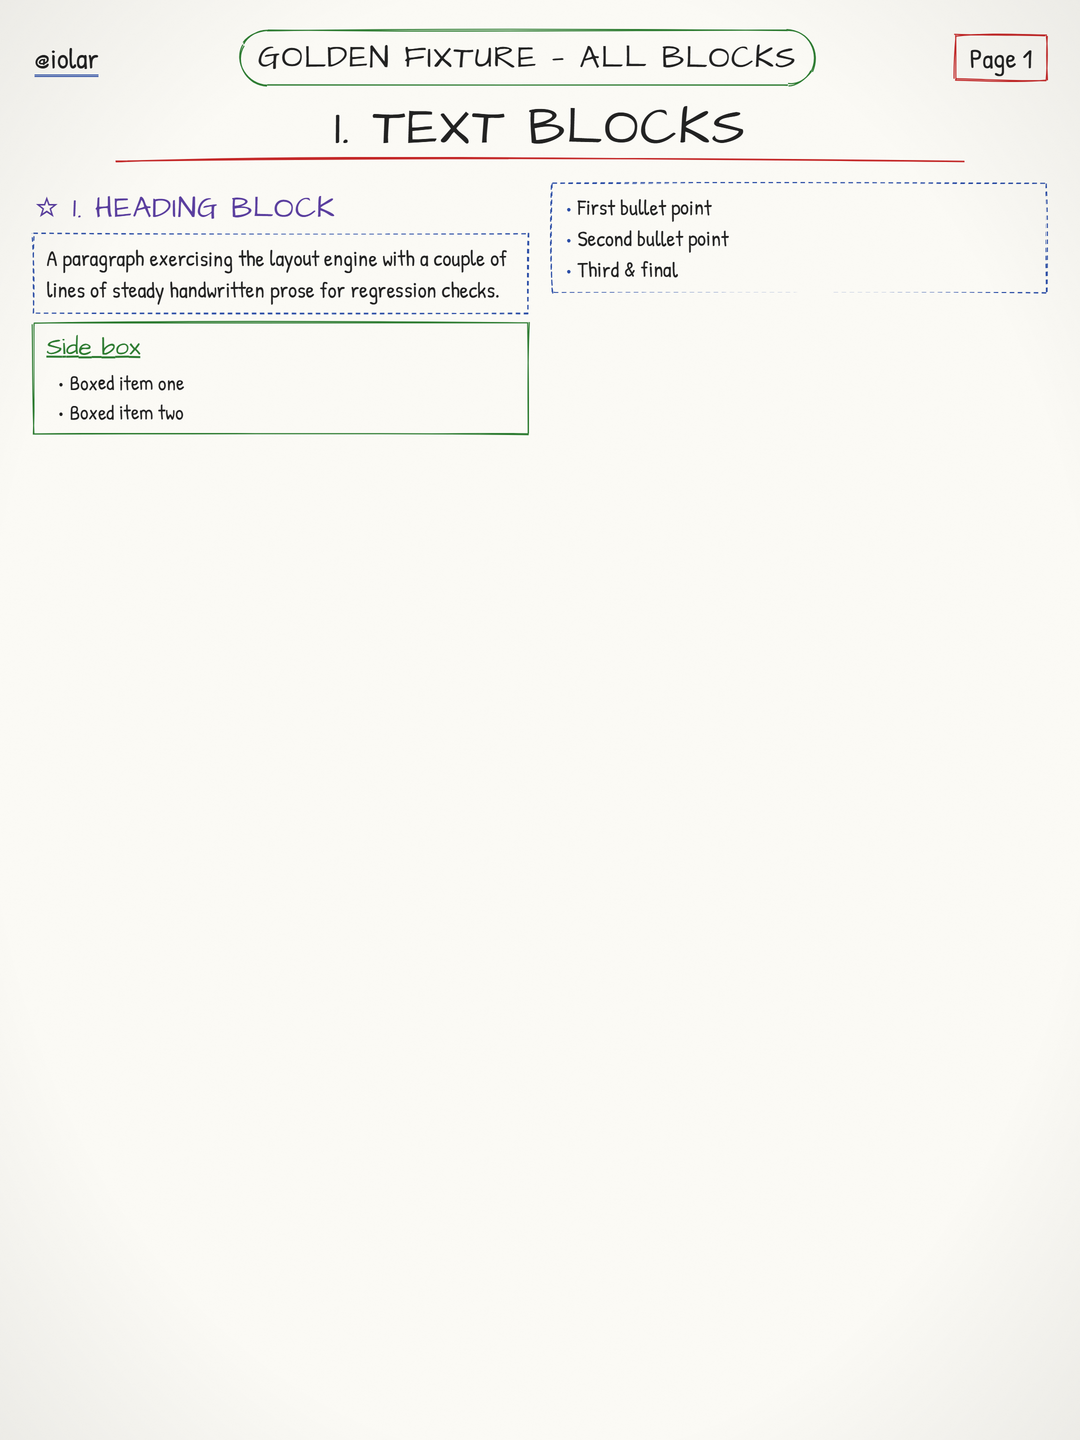 @iolar
GOLDEN FIXTURE - ALL BLOCKS
Page 1
1. TEXT BLOCKS
☆ 1. HEADING BLOCK
A paragraph exercising the layout engine with a couple of
lines of steady handwritten prose for regression checks.
Side box
• Boxed item one
• Boxed item two
• First bullet point
• Second bullet point
• Third & final